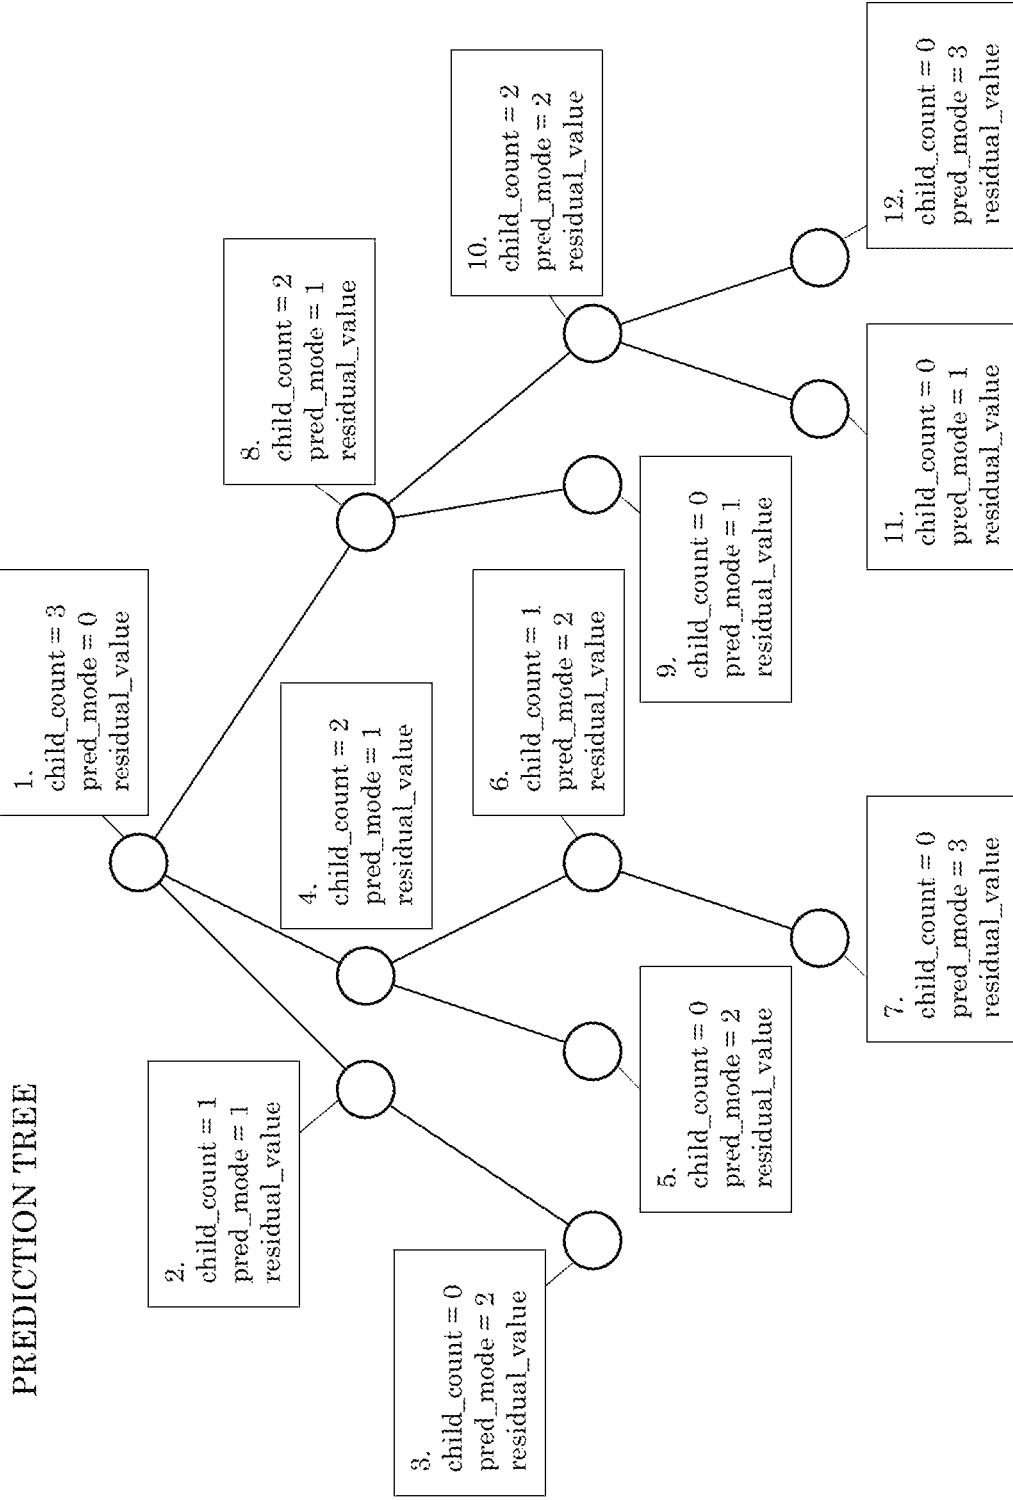 PREDICTION TREE
1.
child_count = 3
pred_mode = 0
residual_value
2.
child_count = 1
pred_mode = 1
residual_value
3.
child_count = 0
pred_mode = 2
residual_value
4.
child_count = 2
pred_mode = 1
residual_value
5.
child_count = 0
pred_mode = 2
residual_value
6.
child_count = 1
pred_mode = 2
residual_value
7.
child_count = 0
pred_mode = 3
residual_value
8.
child_count = 2
pred_mode = 1
residual_value
9.
child_count = 0
pred_mode = 1
residual_value
10.
child_count = 2
pred_mode = 2
residual_value
11.
child_count = 0
pred_mode = 1
residual_value
12.
child_count = 0
pred_mode = 3
residual_value